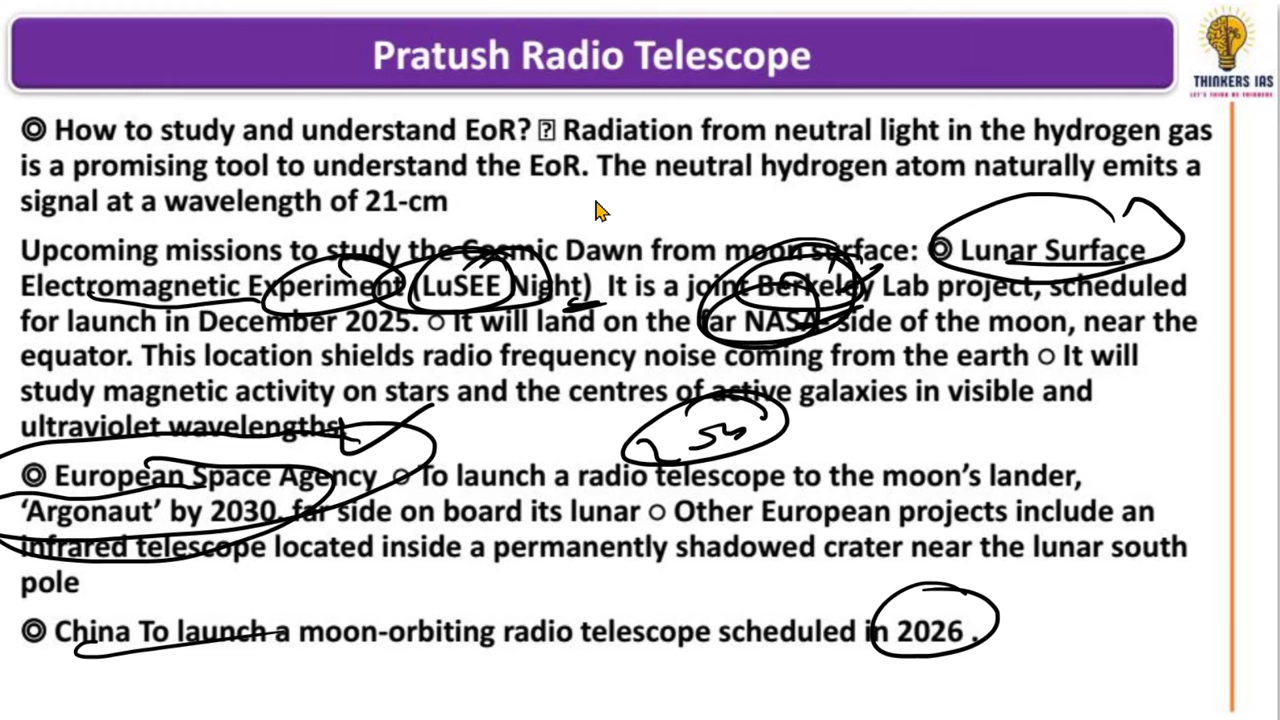 Pratush Radio Telescope
THINKERS IAS
LET'S THINK BE THINKERS
◎ How to study and understand EoR? ⍰ Radiation from neutral light in the hydrogen gas
is a promising tool to understand the EoR. The neutral hydrogen atom naturally emits a
signal at a wavelength of 21-cm
Upcoming missions to study the Cosmic Dawn from moon surface: ◎ Lunar Surface
Electromagnetic Experiment (LuSEE Night) It is a joint Berkeley Lab project, scheduled
for launch in December 2025. ○ It will land on the far NASA- side of the moon, near the
equator. This location shields radio frequency noise coming from the earth ○ It will
study magnetic activity on stars and the centres of active galaxies in visible and
ultraviolet wavelengths.
◎ European Space Agency ○ To launch a radio telescope to the moon's lander,
'Argonaut' by 2030. far side on board its lunar ○ Other European projects include an
infrared telescope located inside a permanently shadowed crater near the lunar south
pole
◎ China To launch a moon-orbiting radio telescope scheduled in 2026 .